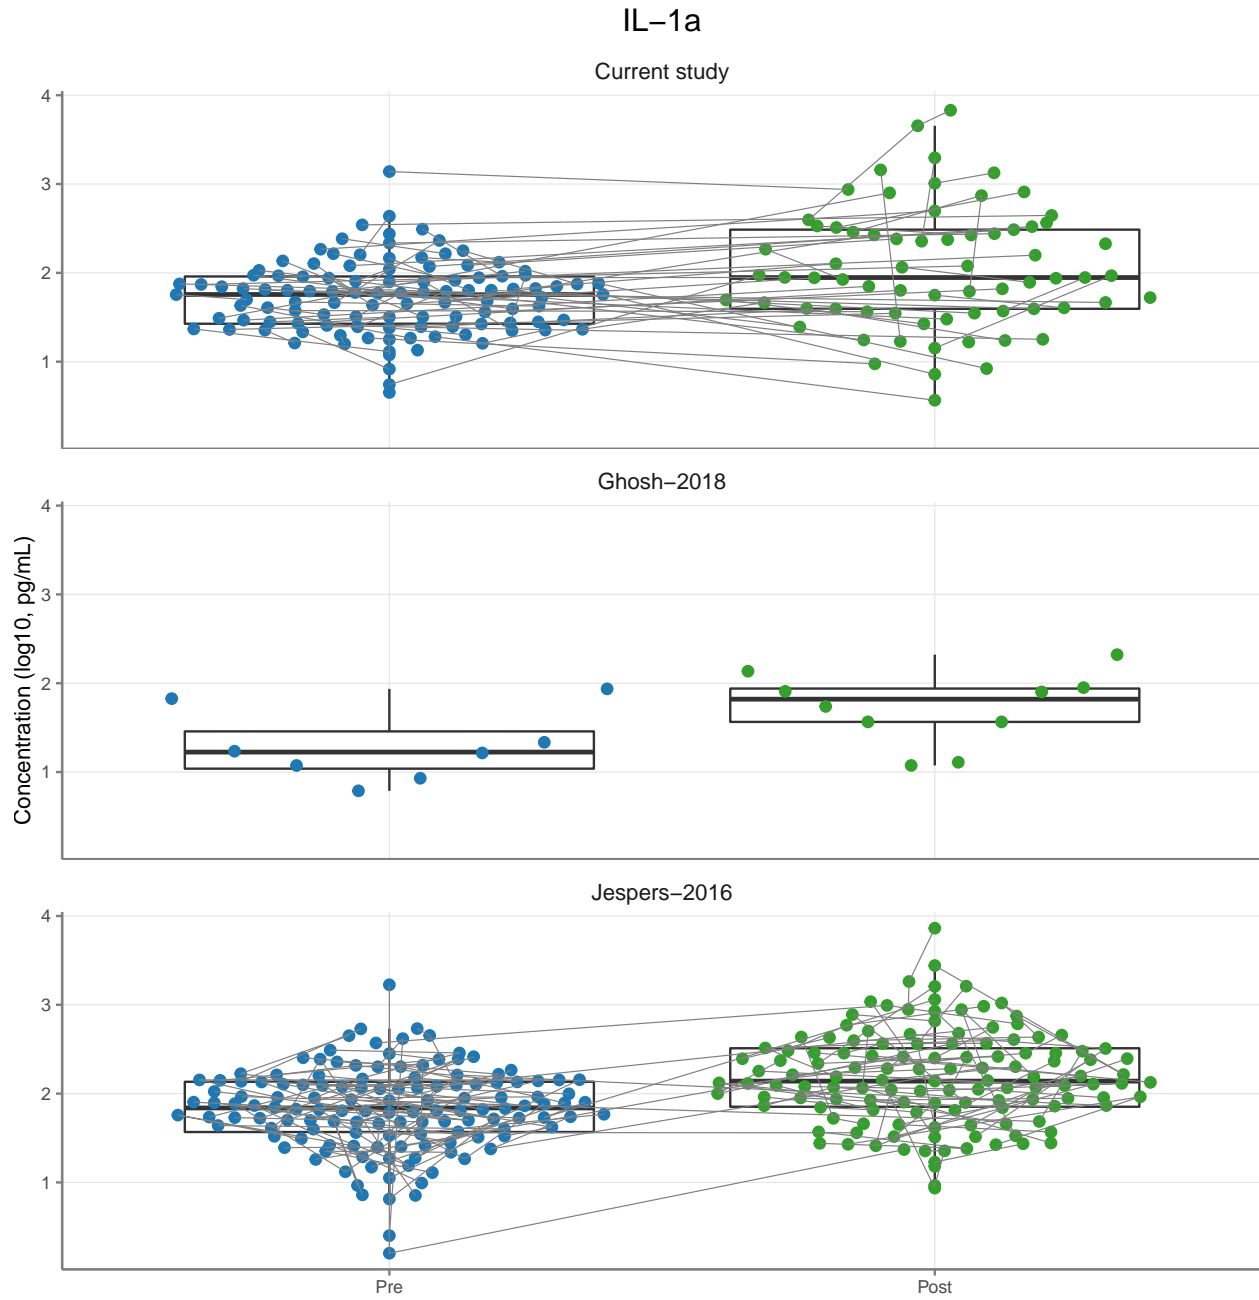 IL−1a
Current study
4
3
2
1
Ghosh−2018
4
3
2
1
Concentration (log10, pg/mL)
Jespers−2016
4
3
2
1
Pre Post